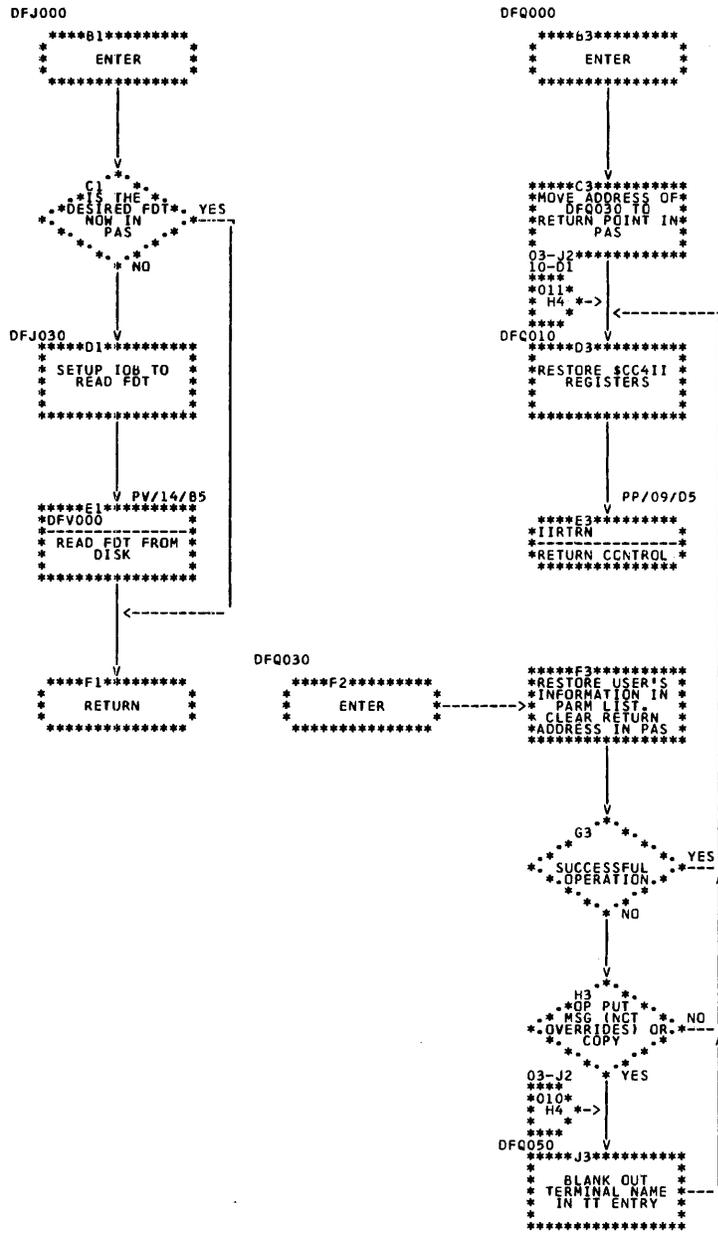 DFJ000
B1
ENTER
C1
IS THE
DESIRED FDT
NOW IN
PAS
YES
NO
DFJ030
D1
SETUP IOB TO
READ FDT
PV/14/B5
E1
DFV000
READ FDT FROM
DISK
F1
RETURN
DFQ000
B3
ENTER
C3
MOVE ADDRESS OF
DFQ030 TO
RETURN POINT IN
PAS
03-J2
10-D1
011
H4
DFQ010
D3
RESTORE $CC4II
REGISTERS
PP/09/D5
E3
IIRTRN
RETURN CONTROL
DFQ030
F2
ENTER
F3
RESTORE USER'S
INFORMATION IN
PARM LIST.
CLEAR RETURN
ADDRESS IN PAS
G3
SUCCESSFUL
OPERATION
YES
NO
H3
OP PUT
MSG (NCT
OVERRIDES) OR
COPY
NO
YES
03-J2
010
H4
DFQ050
J3
BLANK OUT
TERMINAL NAME
IN TT ENTRY